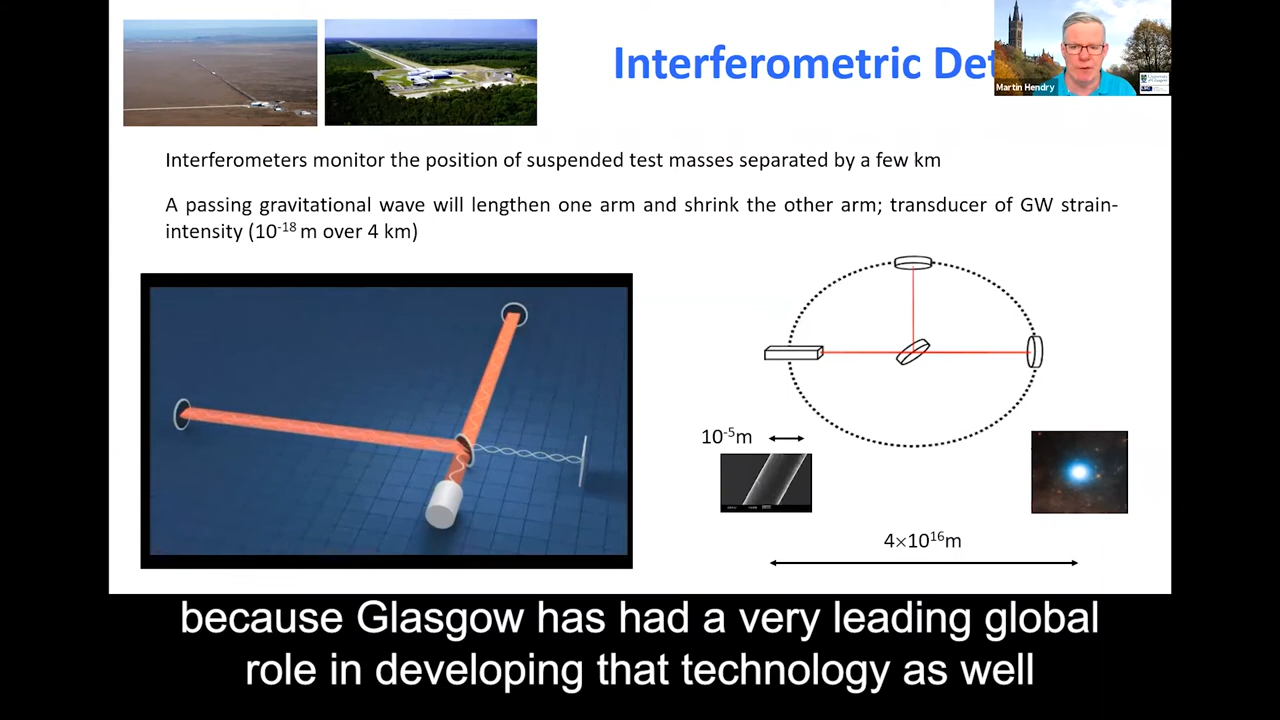 Interferometric Det
Martin Hendry
Interferometers monitor the position of suspended test masses separated by a few km
A passing gravitational wave will lengthen one arm and shrink the other arm; transducer of GW strain-
intensity (10⁻¹⁸ m over 4 km)
10⁻⁵m
4×10¹⁶m
because Glasgow has had a very leading global
role in developing that technology as well